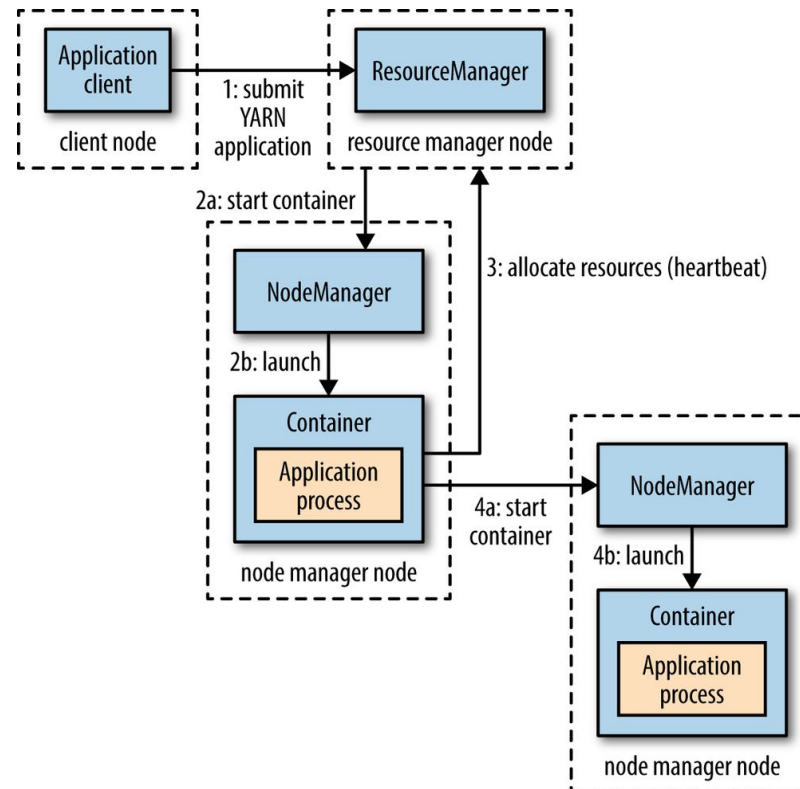 Application
client
client node
1: submit
YARN
application
ResourceManager
resource manager node
2a: start container
NodeManager
2b: launch
Container
Application
process
node manager node
3: allocate resources (heartbeat)
4a: start
container
NodeManager
4b: launch
Container
Application
process
node manager node